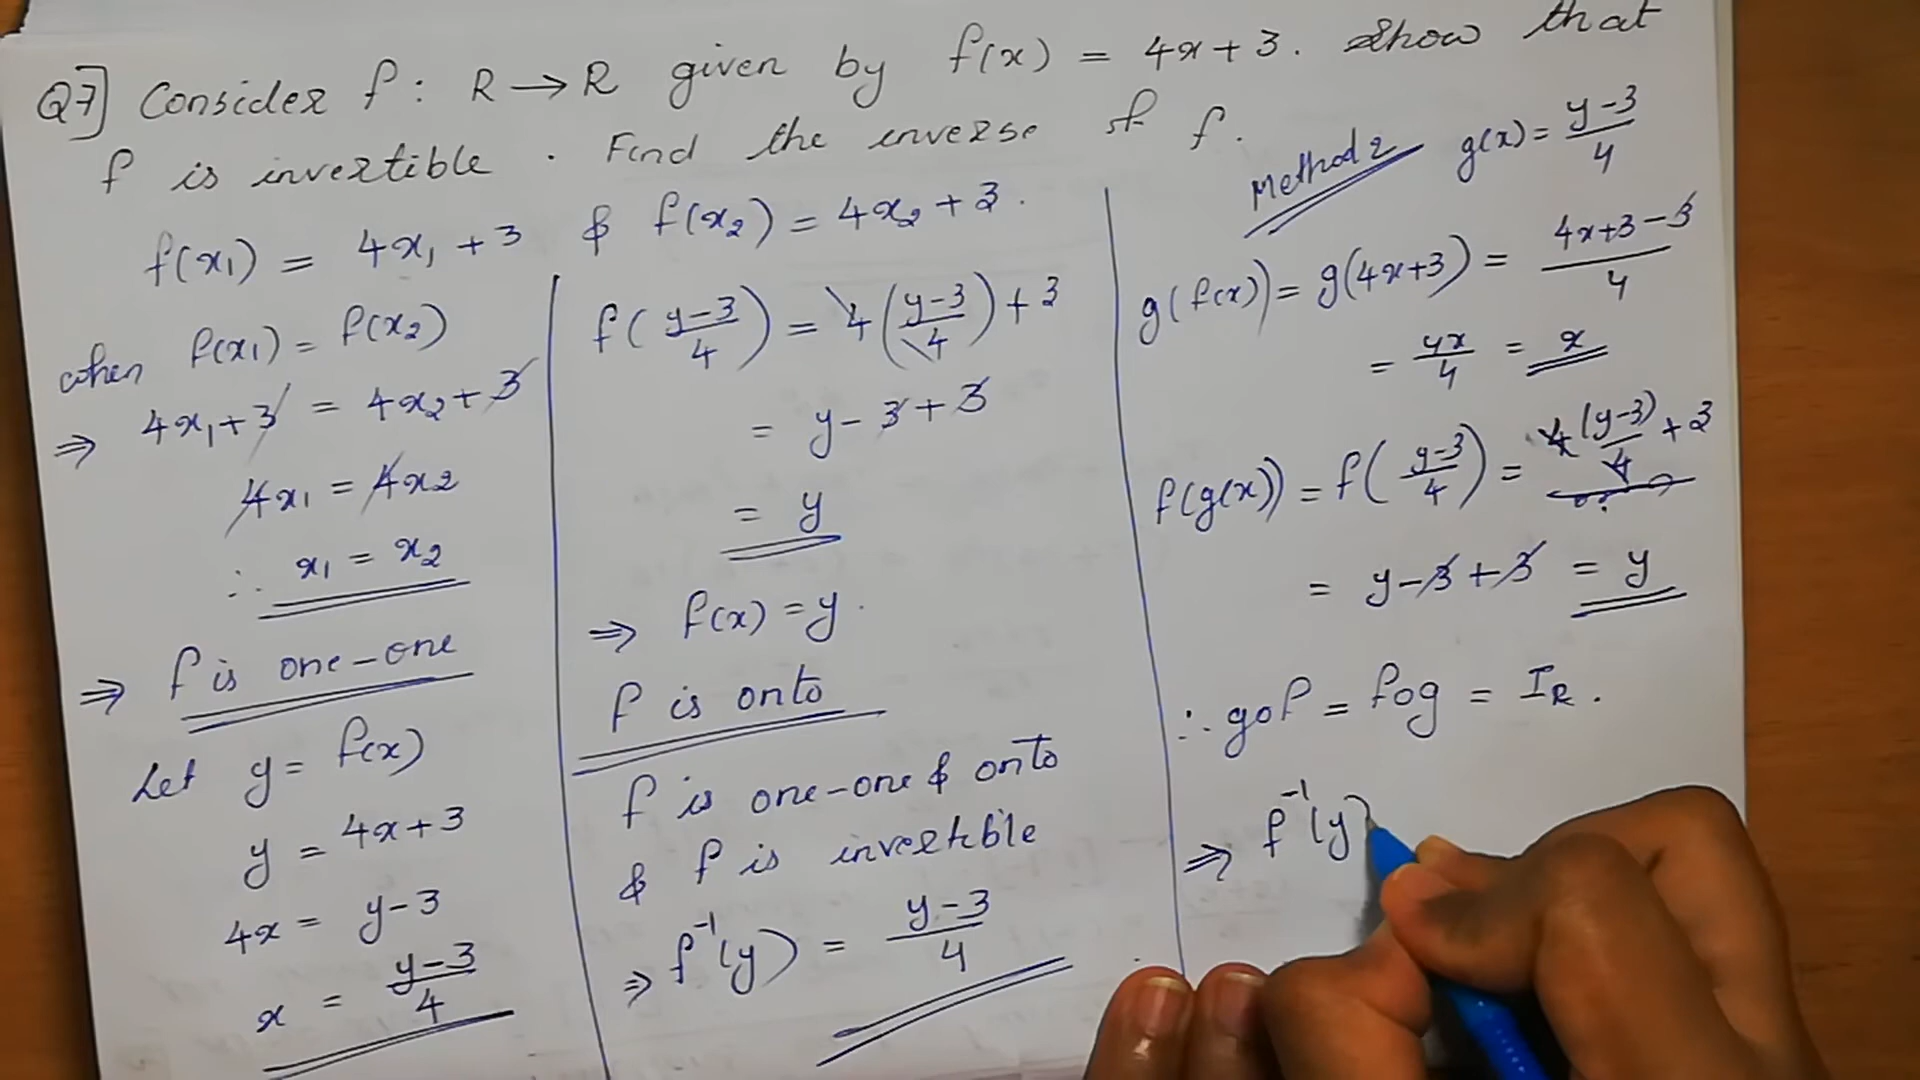 Q7] Consider f : R → R given by f(x) = 4x + 3. Show that
f is invertible. Find the inverse of f.
f(x₁) = 4x₁ + 3 & f(x₂) = 4x₂ + 3.
when f(x₁) = f(x₂)
⇒ 4x₁ + 3 = 4x₂ + 3
4x₁ = 4x₂
∴ x₁ = x₂
⇒ f is one-one
Let y = f(x)
y = 4x + 3
4x = y - 3
x = (y-3)/4
f((y-3)/4) = 4((y-3)/4) + 3
= y - 3 + 3
= y
⇒ f(x) = y.
f is onto
f is one-one & onto
& f is invertible
⇒ f⁻¹(y) = (y-3)/4
Method 2 g(x) = (y-3)/4
g(f(x)) = g(4x+3) = (4x+3-3)/4
= 4x/4 = x
f(g(x)) = f((y-3)/4) = 4(y-3)/4 + 3
= y - 3 + 3 = y
∴ gof = fog = I_R.
⇒ f⁻¹(y)